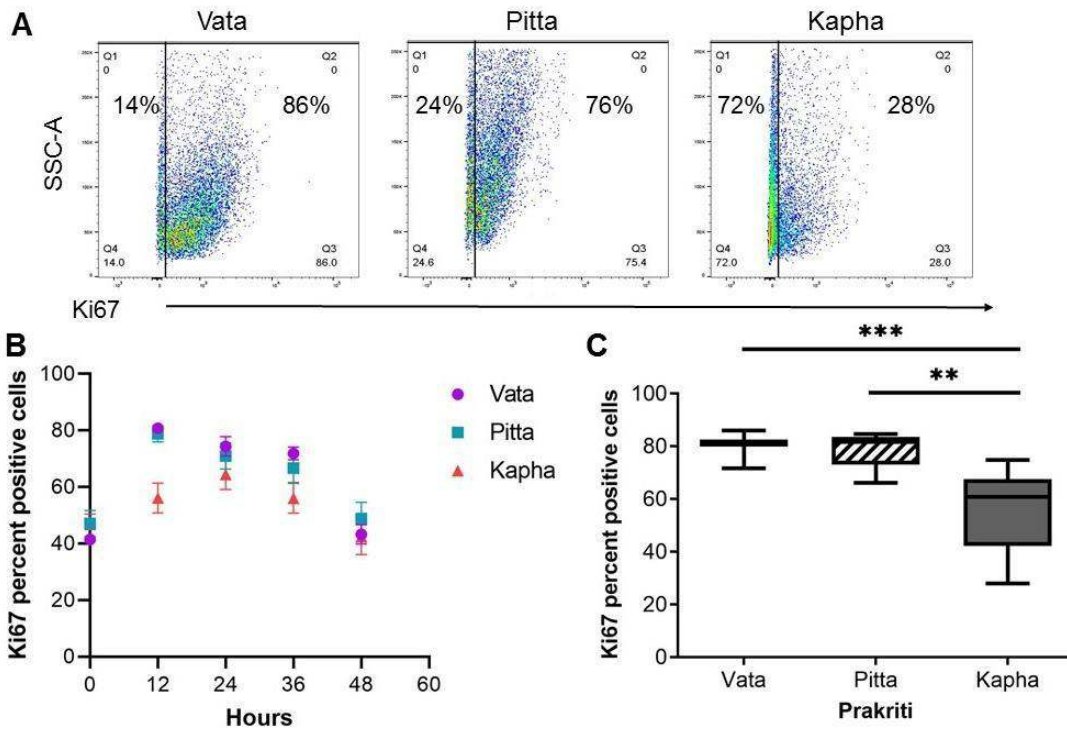 A
Vata Pitta Kapha
Q1 0 Q2 0 Q1 0 Q2 0 Q1 0 Q2 0
14% 86% 24% 76% 72% 28%
SSC-A
Q4 14.0 Q3 86.0 Q4 24.6 Q3 75.4 Q4 72.0 Q3 28.0
Ki67
B
Ki67 percent positive cells
100
80
60
40
20
0
0 12 24 36 48 60
Hours
Vata
Pitta
Kapha
C
***
**
Ki67 percent positive cells
100
80
60
40
20
0
Vata Pitta Kapha
Prakriti